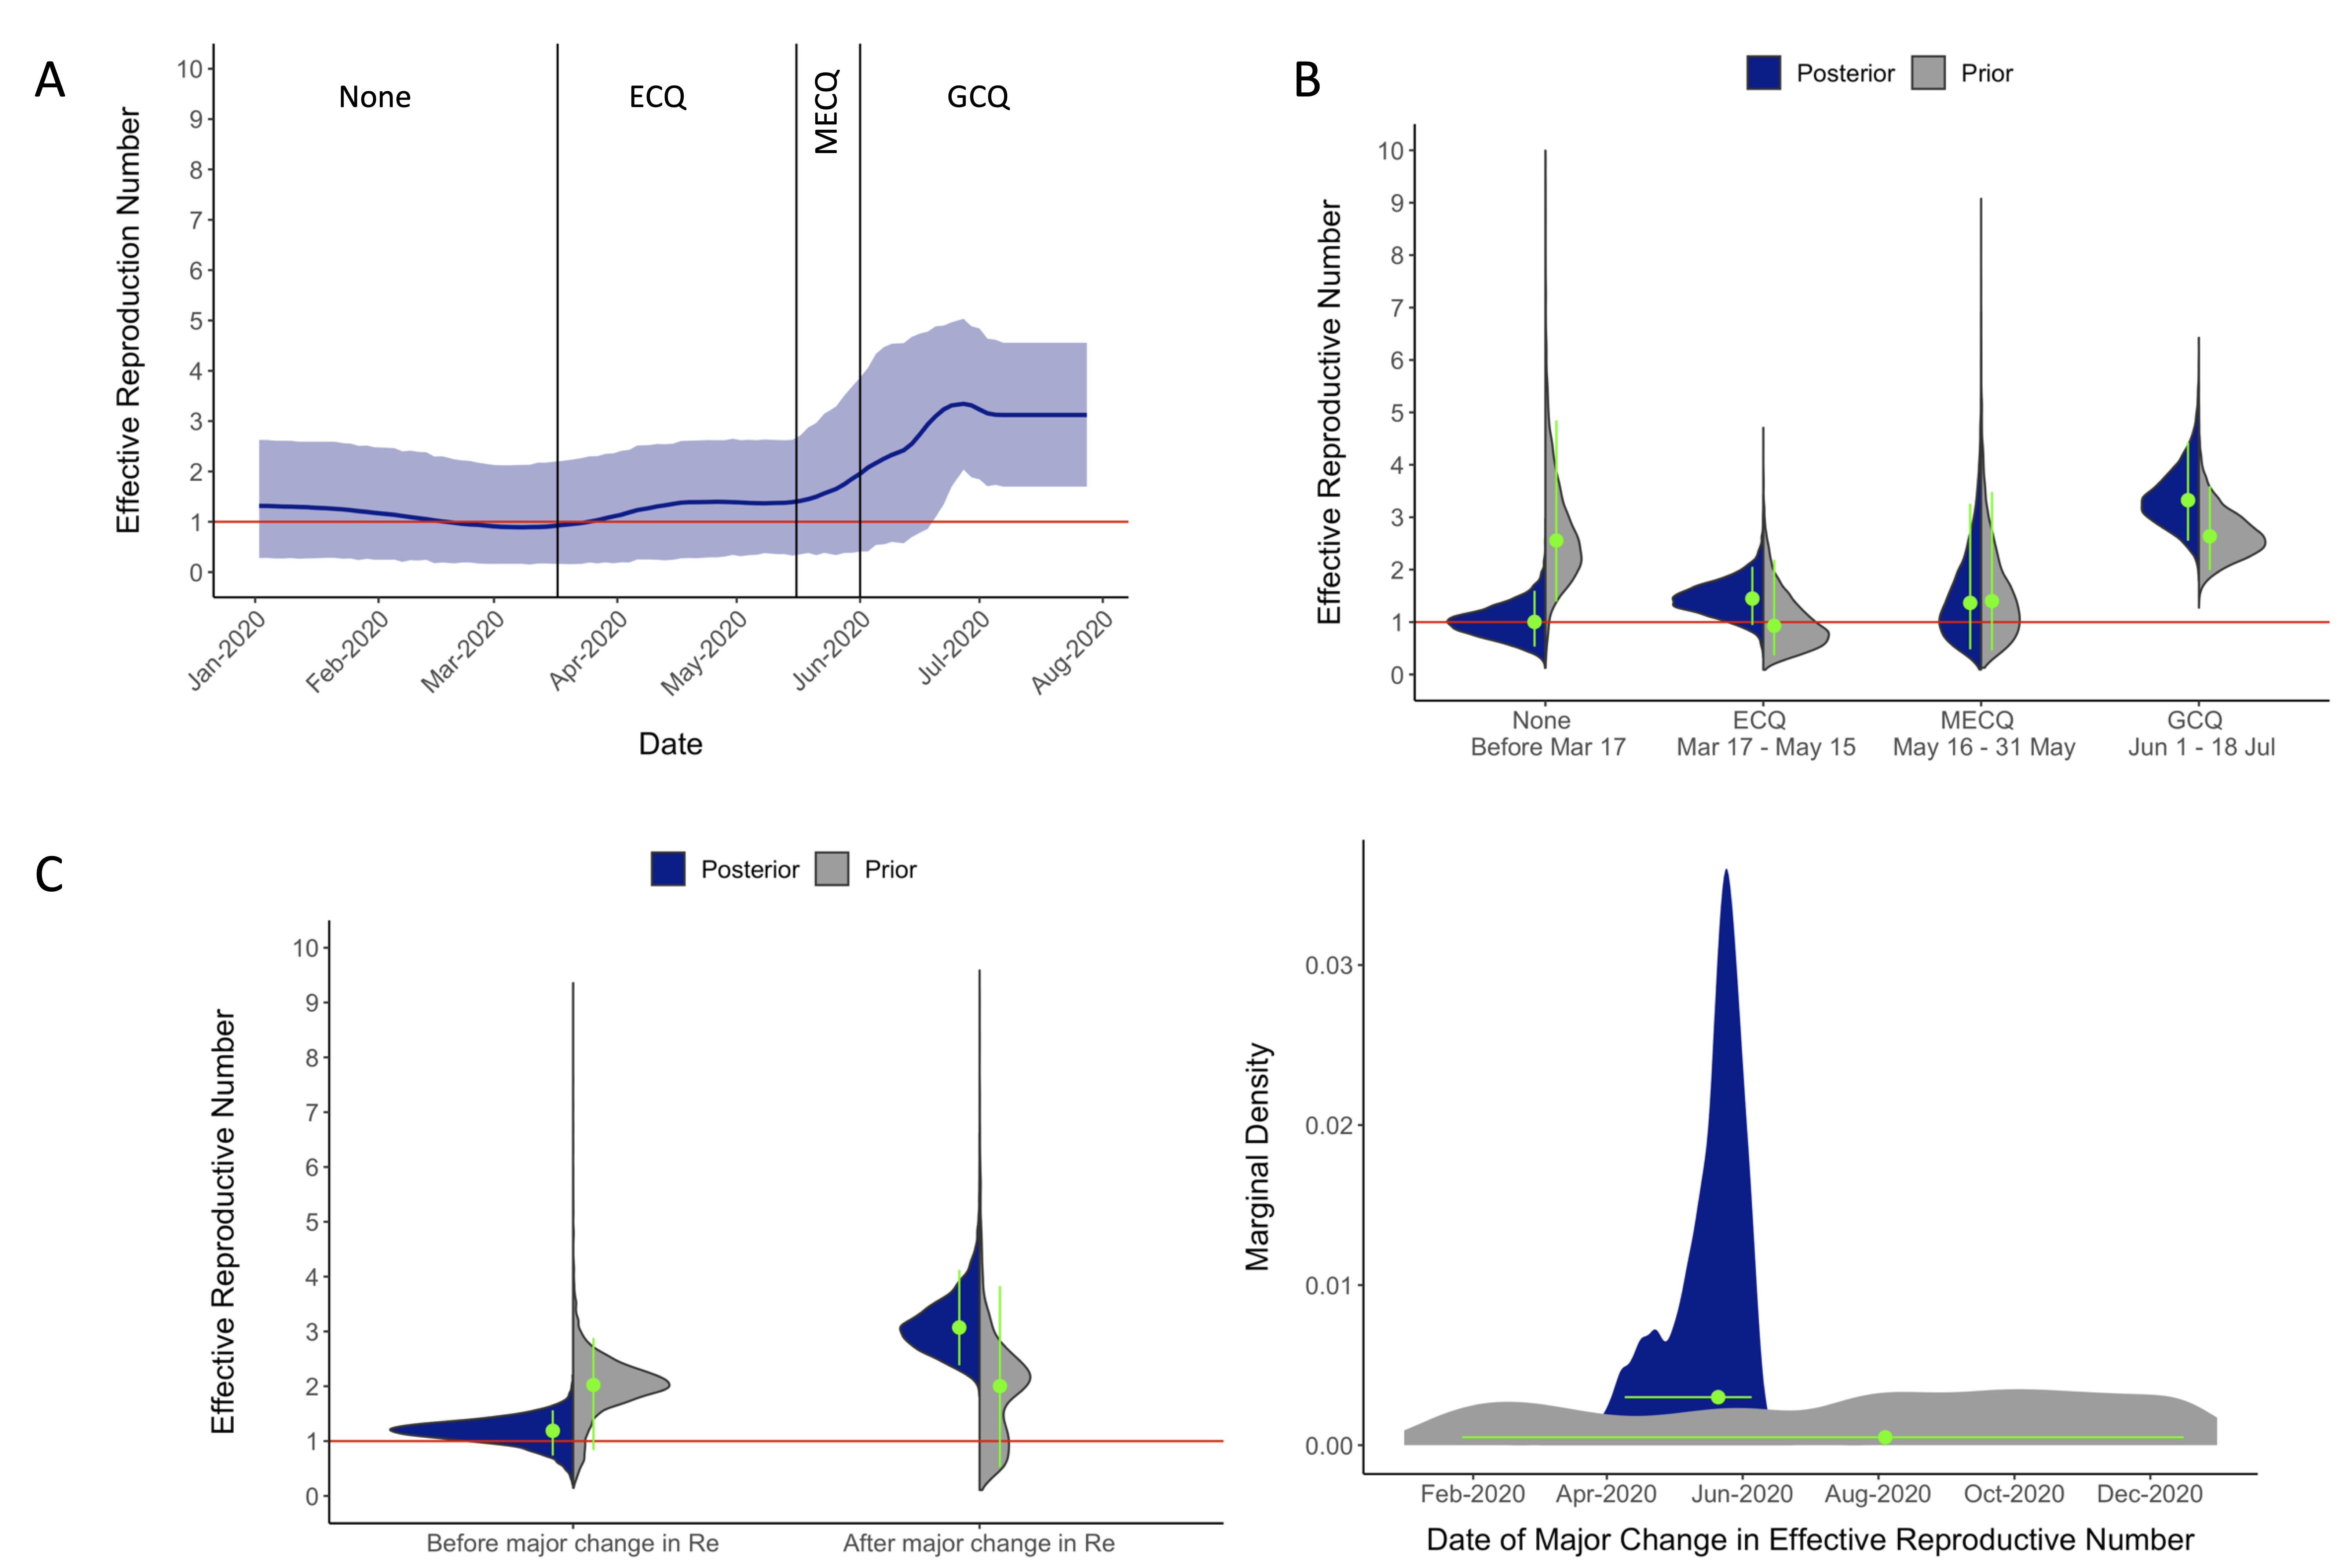 A
Effective Reproduction Number
10
9
8
7
6
5
4
3
2
1
0
None
ECQ
MECQ
GCQ
Jan-2020
Feb-2020
Mar-2020
Apr-2020
May-2020
Jun-2020
Jul-2020
Aug-2020
Date
B
Posterior Prior
Effective Reproductive Number
10
9
8
7
6
5
4
3
2
1
0
None
Before Mar 17
ECQ
Mar 17 - May 15
MECQ
May 16 - 31 May
GCQ
Jun 1 - 18 Jul
C
Posterior Prior
Effective Reproductive Number
10
9
8
7
6
5
4
3
2
1
0
Before major change in Re
After major change in Re
Marginal Density
0.03
0.02
0.01
0.00
Feb-2020
Apr-2020
Jun-2020
Aug-2020
Oct-2020
Dec-2020
Date of Major Change in Effective Reproductive Number